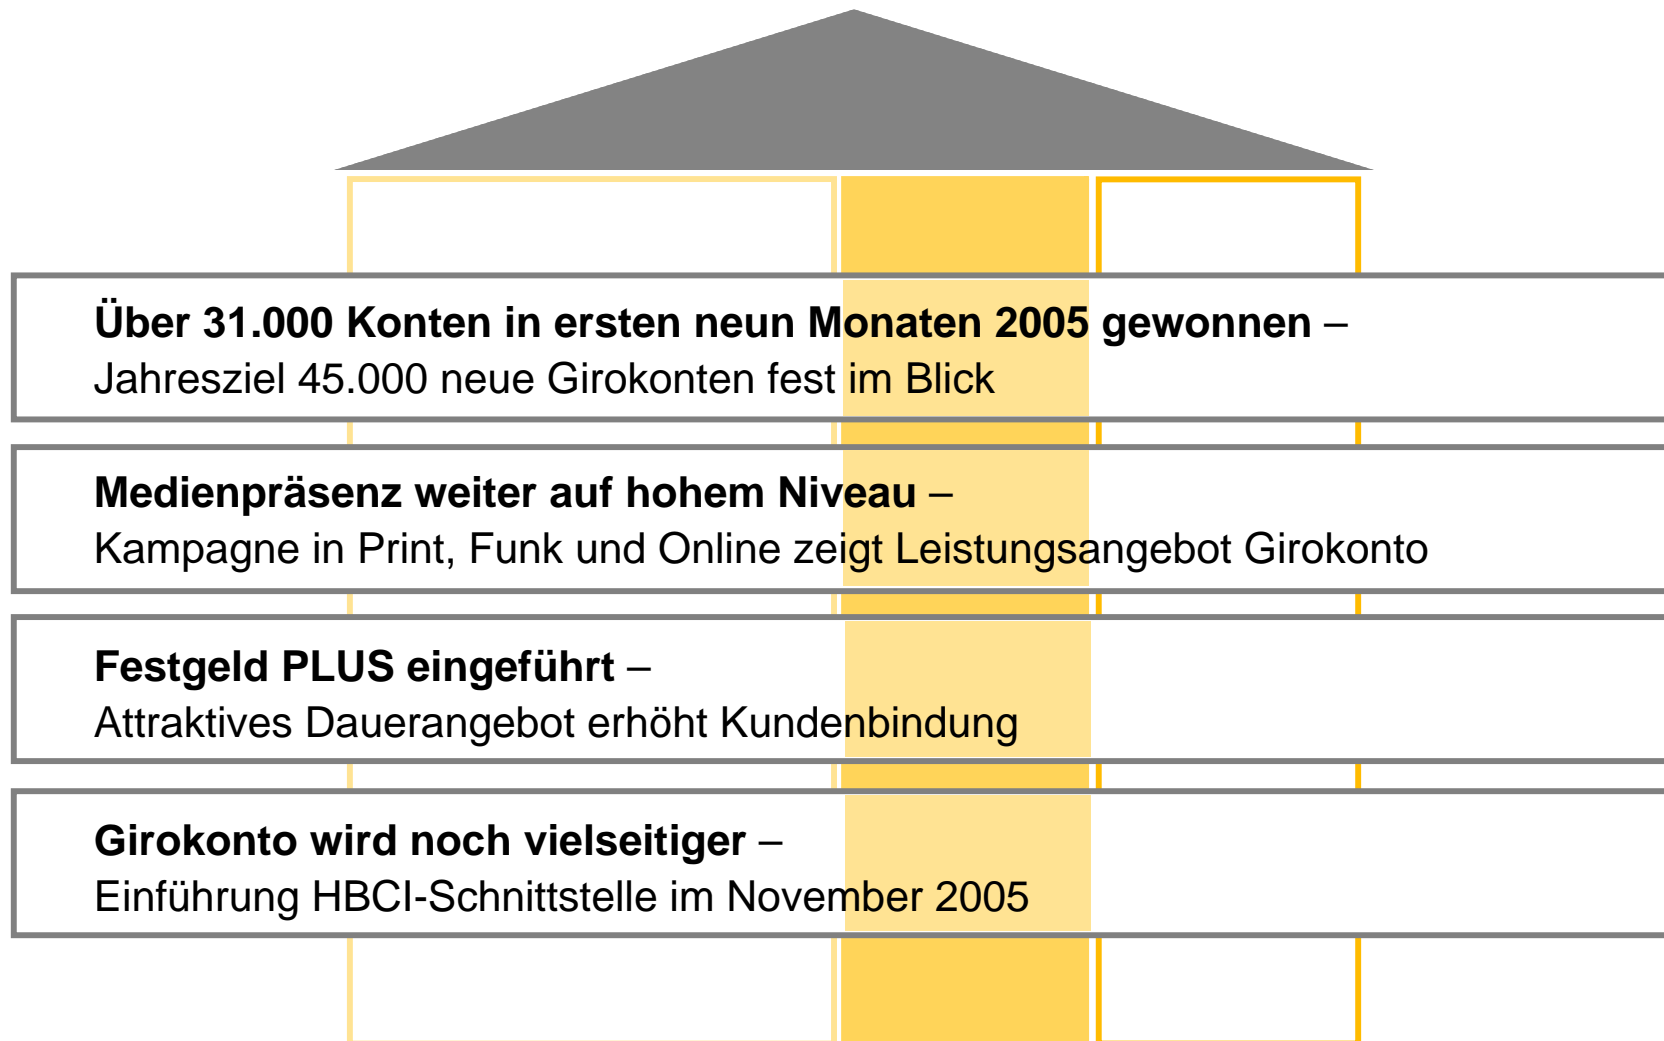 Über 31.000 Konten in ersten neun Monaten 2005 gewonnen –
Jahresziel 45.000 neue Girokonten fest im Blick
Medienpräsenz weiter auf hohem Niveau –
Kampagne in Print, Funk und Online zeigt Leistungsangebot Girokonto
Festgeld PLUS eingeführt –
Attraktives Dauerangebot erhöht Kundenbindung
Girokonto wird noch vielseitiger –
Einführung HBCI-Schnittstelle im November 2005